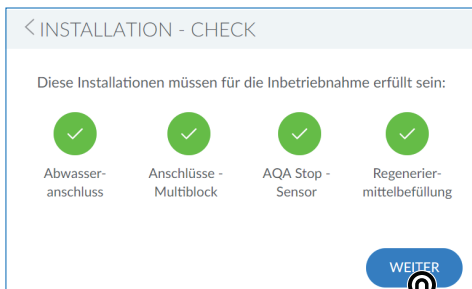 INSTALLATION - CHECK
Diese Installationen müssen für die Inbetriebnahme erfüllt sein:
Abwasser-
anschluss
Anschlüsse -
Multiblock
AQA Stop -
Sensor
Regenerier-
mittelbefüllung
WEITER